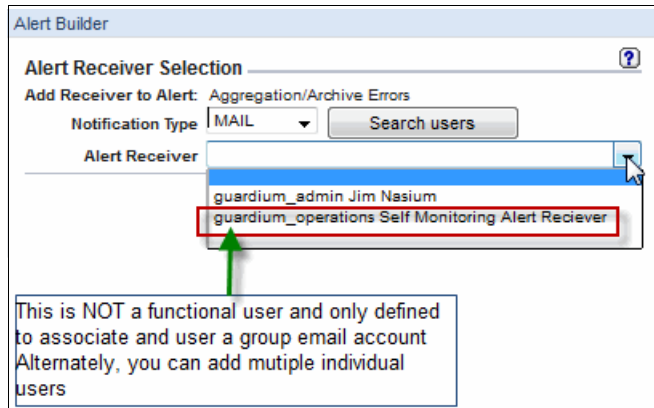 Alert Builder
Alert Receiver Selection
?
Add Receiver to Alert: Aggregation/Archive Errors
Notification Type MAIL Search users
Alert Receiver
guardium_admin Jim Nasium
guardium_operations Self Monitoring Alert Reciever
This is NOT a functional user and only defined
to associate and user a group email account
Alternately, you can add mutiple individual
users